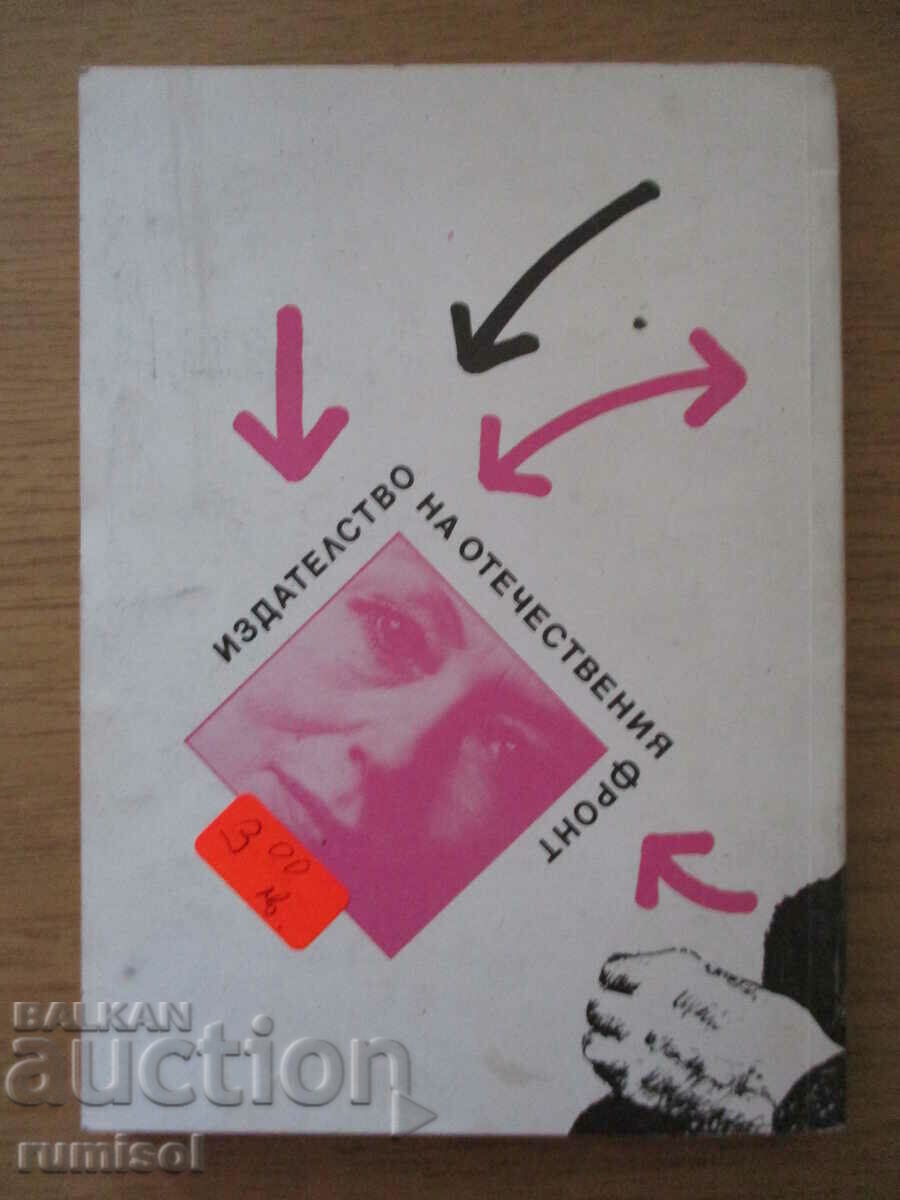 ИЗДАТЕЛСТВО
НА ОТЕЧЕСТВЕНИЯ
ФРОНТ
3 00
лв.
BALKAN
auction
rumisol